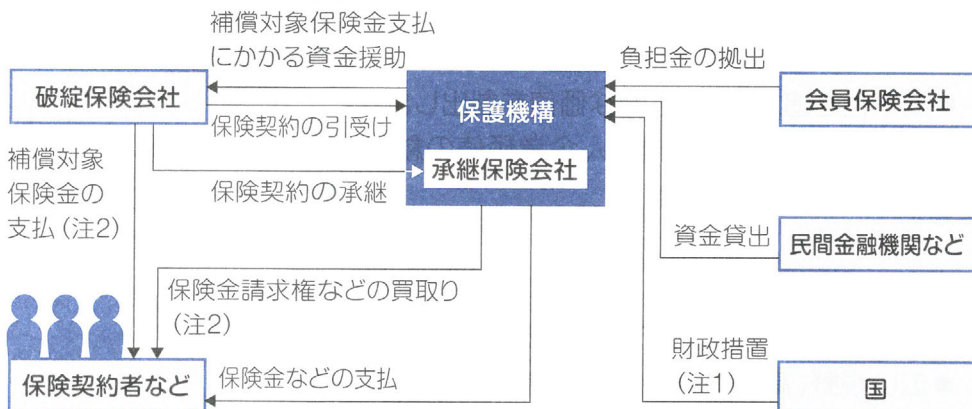 補償対象保険金支払
にかかる資金援助
負担金の拠出
破綻保険会社
保護機構
会員保険会社
保険契約の引受け
補償対象
保険金の
支払(注2)
承継保険会社
保険契約の承継
資金貸出
民間金融機関など
保険金請求権などの買取り
(注2)
財政措置
(注1)
保険契約者など
保険金などの支払
国